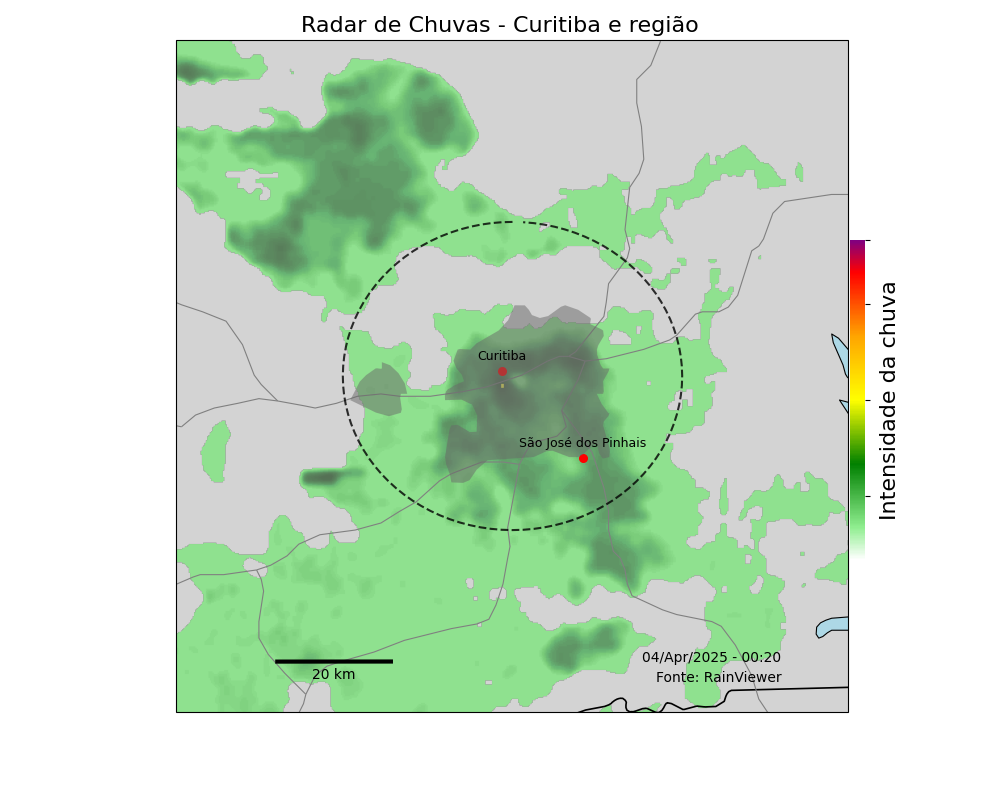 Radar de Chuvas - Curitiba e região
Curitiba
São José dos Pinhais
Intensidade da chuva
04/Apr/2025 - 00:20
Fonte: RainViewer
20 km